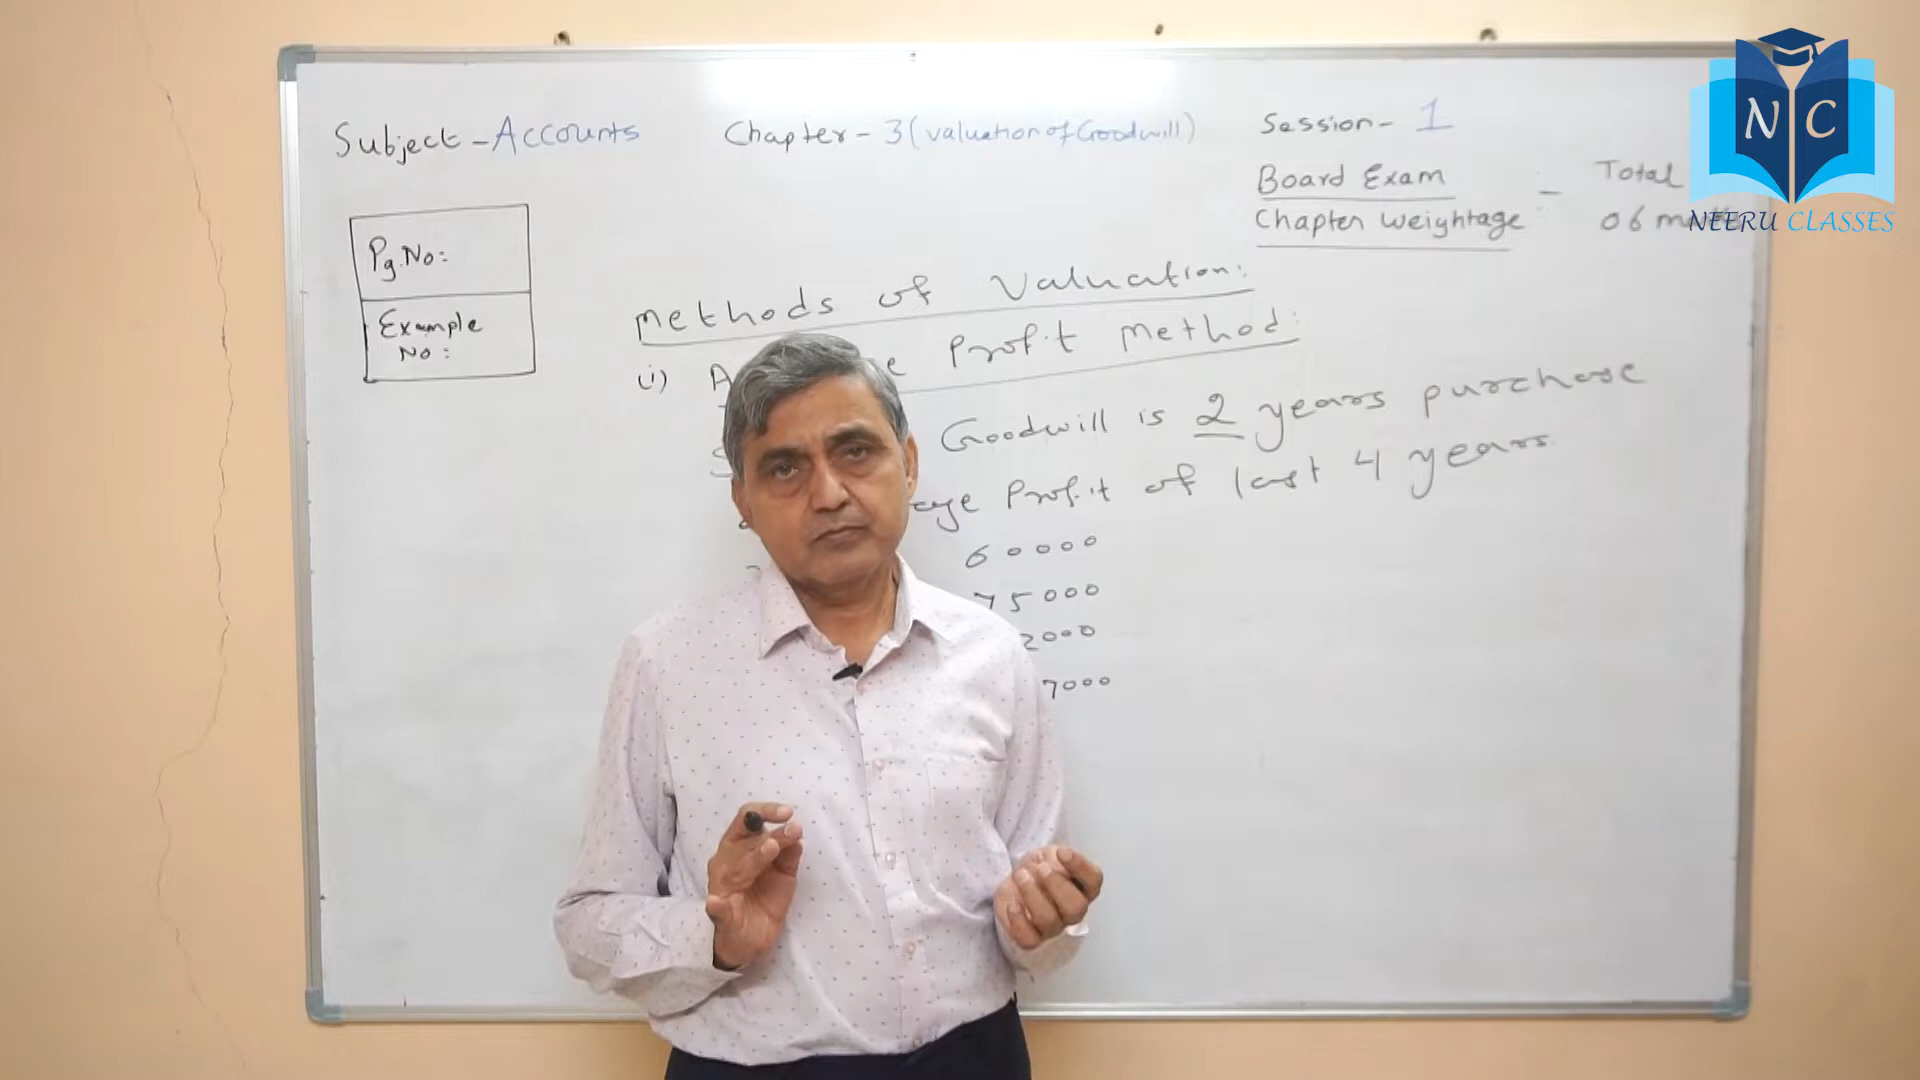 Subject - Accounts
Chapter - 3 (valuation of Goodwill)
Session - 1
Board Exam
Chapter weightage
Total
06
N C
NEERU CLASSES
Pg. No:
Example
No:
Methods of Valuation:
(i) Profit Method:
Goodwill is 2 years purchase
Profit of last 4 years
60000
75000
2000
7000